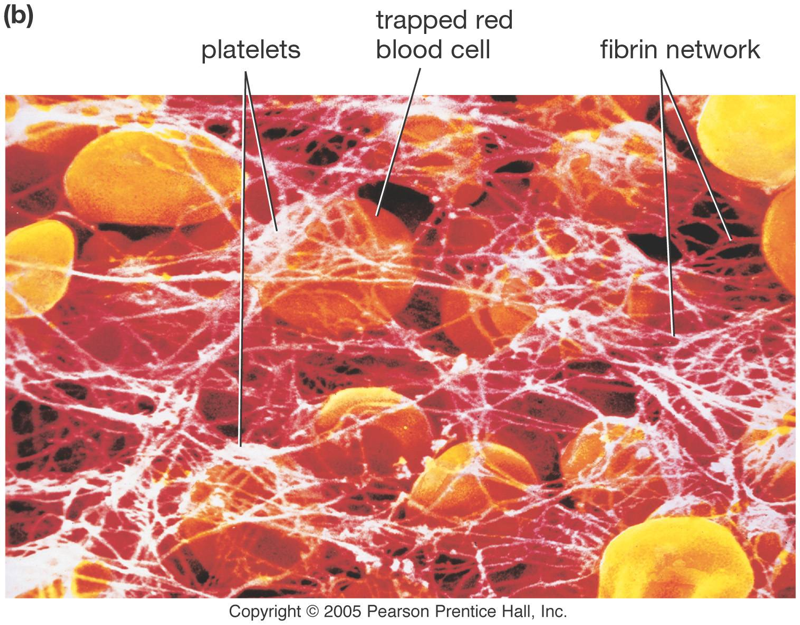 (b)
platelets
trapped red
blood cell
fibrin network
Copyright © 2005 Pearson Prentice Hall, Inc.